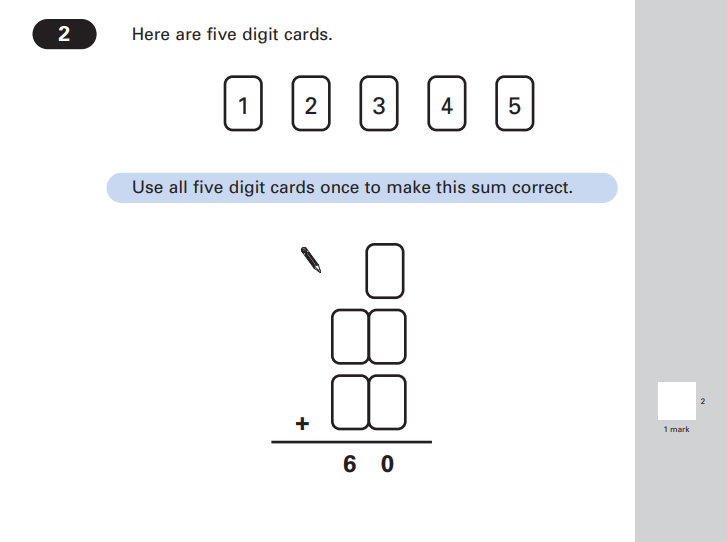 2 Here are five digit cards.
1 2 3 4 5
Use all five digit cards once to make this sum correct.
+
6 0
2
1 mark